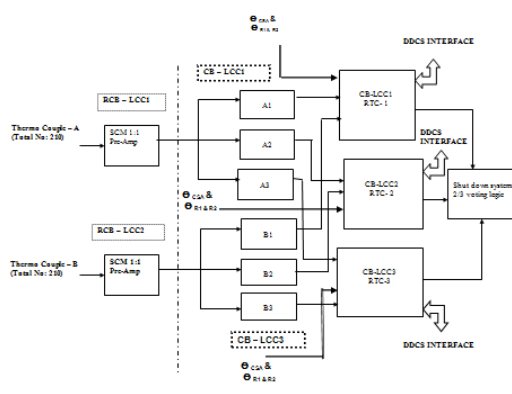 Θ CSA &
Θ R1 & R2
DDCS INTERFACE
CB – LCC1
RCB – LCC1
CB-LCC1
RTC- 1
A1
Thermo Couple – A
(Total No: 210)
SCM 1:1
Pre-Amp
A2
DDCS
INTERFACE
A3
CB-LCC2
RTC- 2
Shut down system
2/3 voting logic
Θ CSA &
Θ R1 & R2
RCB – LCC2
B1
Thermo Couple – B
(Total No: 210)
SCM 1:1
Pre-Amp
B2
CB-LCC3
RTC-3
B3
CB – LCC3
DDCS INTERFACE
Θ CSA &
Θ R1 & R2